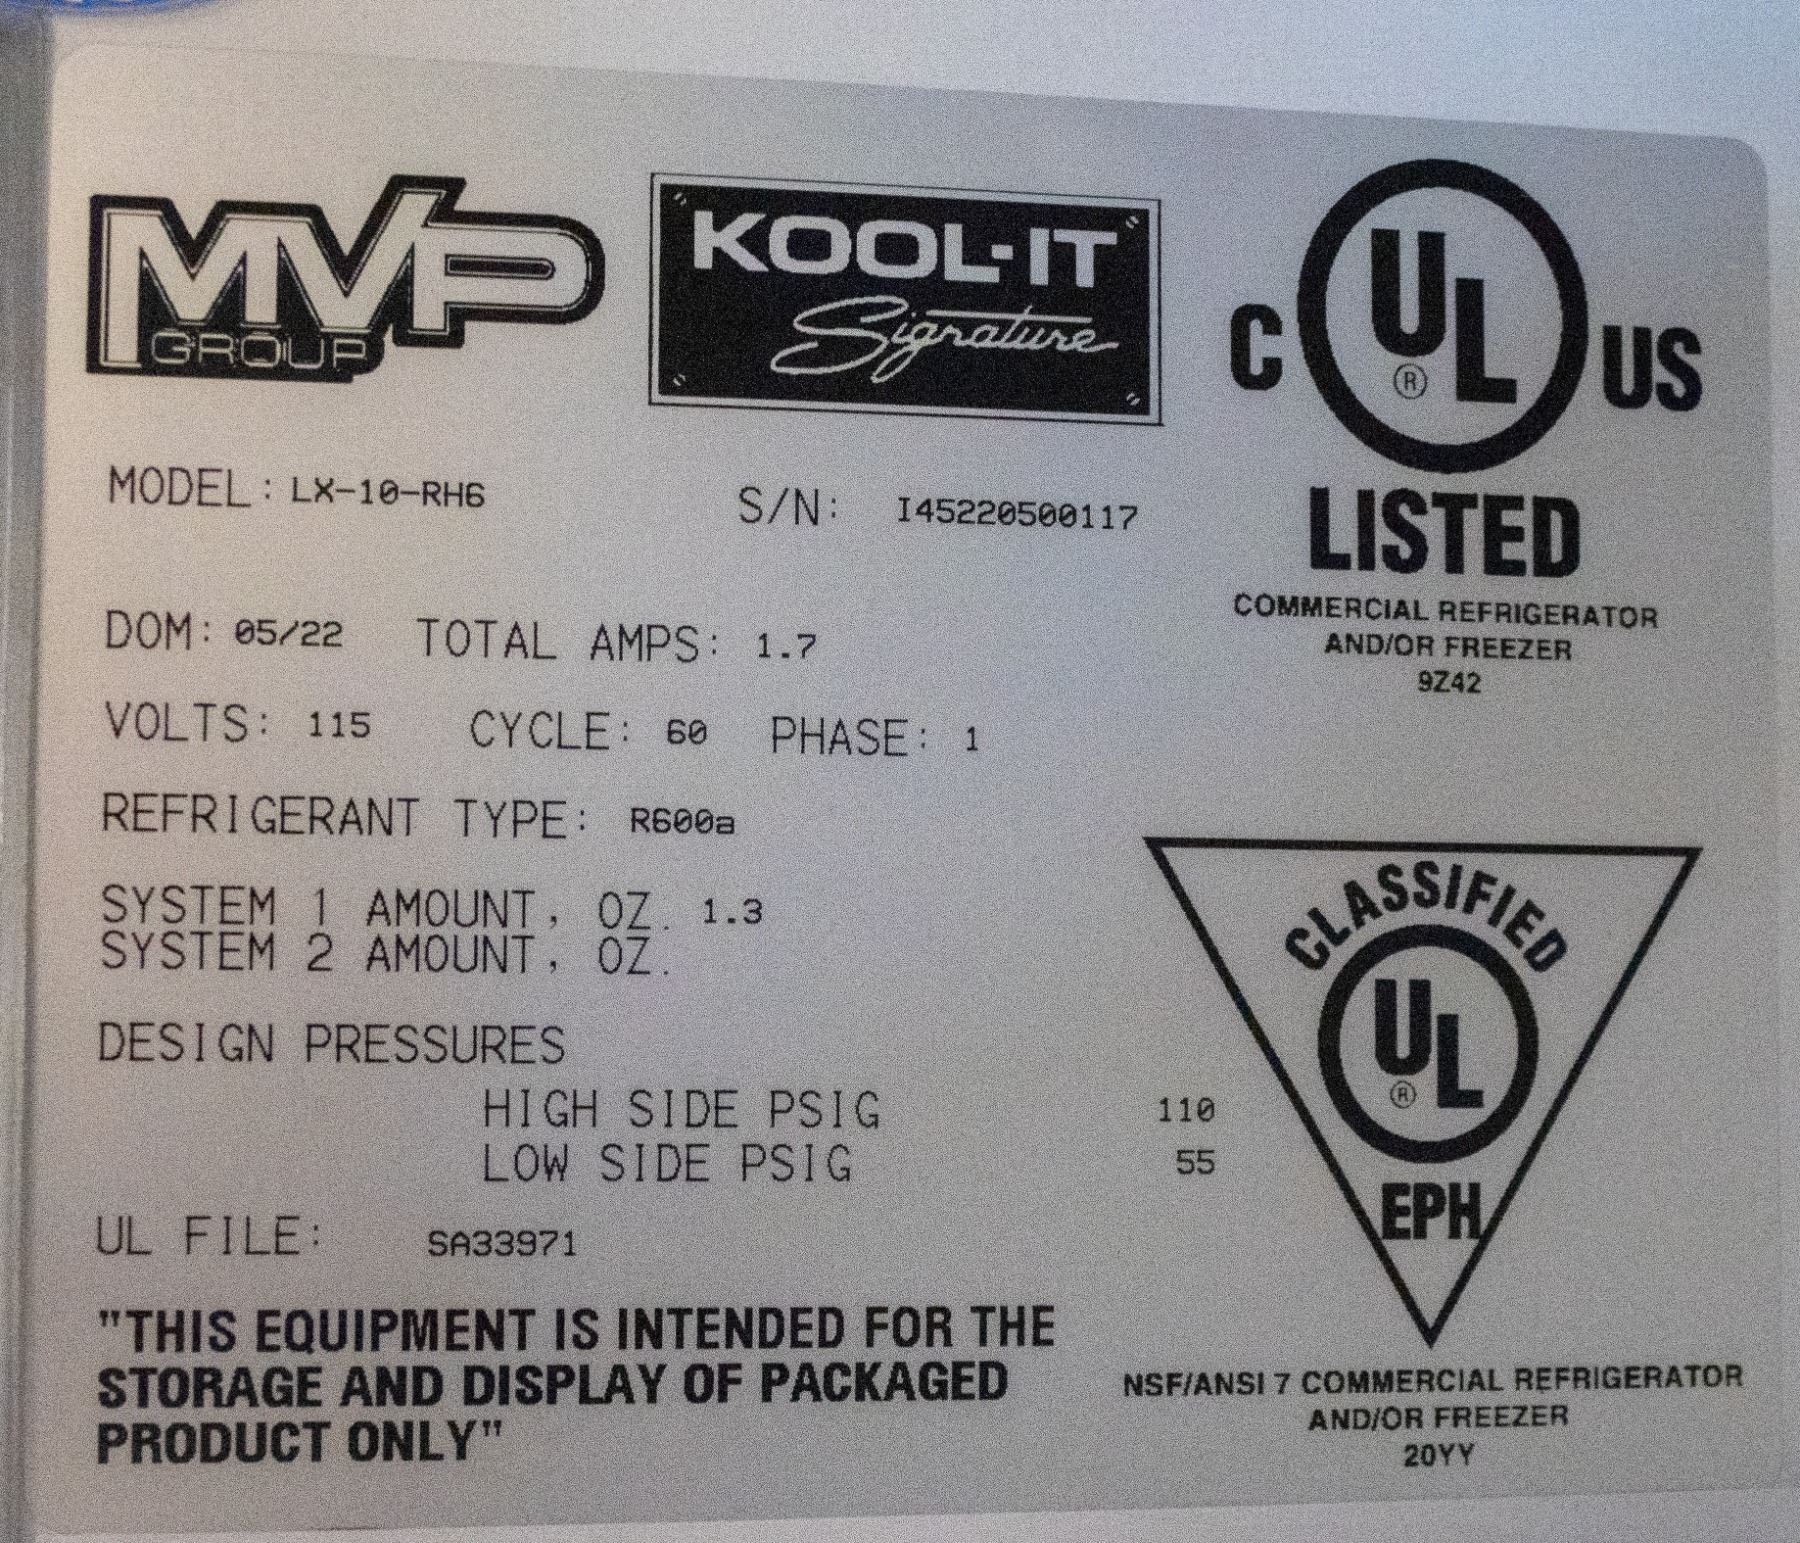 MVP
GROUP
KOOL-IT
Signature
C UL US
®
LISTED
COMMERCIAL REFRIGERATOR
AND/OR FREEZER
9Z42
MODEL: LX-10-RH6 S/N: I45220500117
DOM: 05/22 TOTAL AMPS: 1.7
VOLTS: 115 CYCLE: 60 PHASE: 1
REFRIGERANT TYPE: R600a
SYSTEM 1 AMOUNT, OZ. 1.3
SYSTEM 2 AMOUNT, OZ.
DESIGN PRESSURES
HIGH SIDE PSIG 110
LOW SIDE PSIG 55
UL FILE: SA33971
"THIS EQUIPMENT IS INTENDED FOR THE
STORAGE AND DISPLAY OF PACKAGED
PRODUCT ONLY"
CLASSIFIED
UL
®
EPH
NSF/ANSI 7 COMMERCIAL REFRIGERATOR
AND/OR FREEZER
20YY